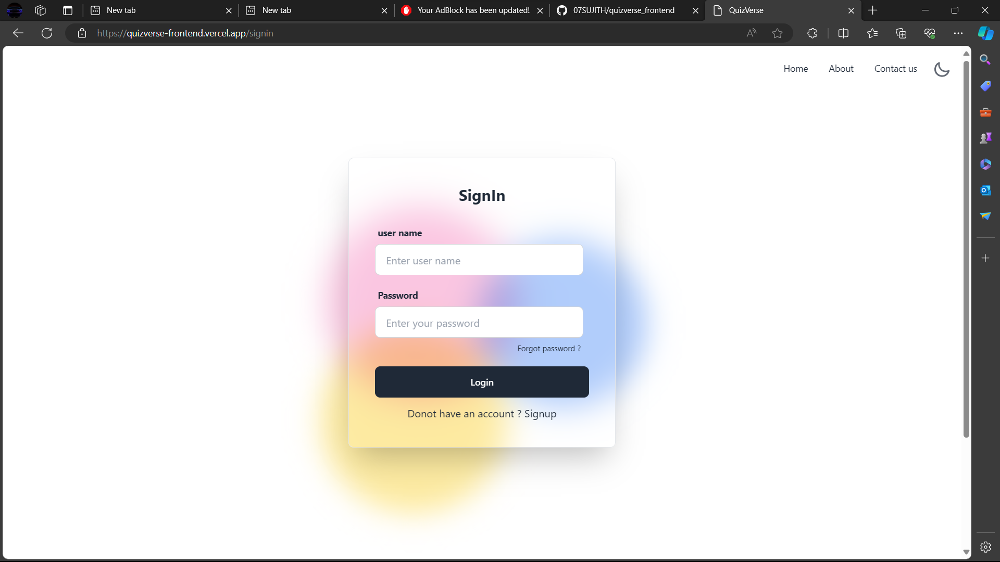 New tab
New tab
Your AdBlock has been updated!
07SUJITH/quizverse_frontend
QuizVerse
https://quizverse-frontend.vercel.app/signin
Home About Contact us
SignIn
user name
Enter user name
Password
Enter your password
Forgot password ?
Login
Donot have an account ? Signup